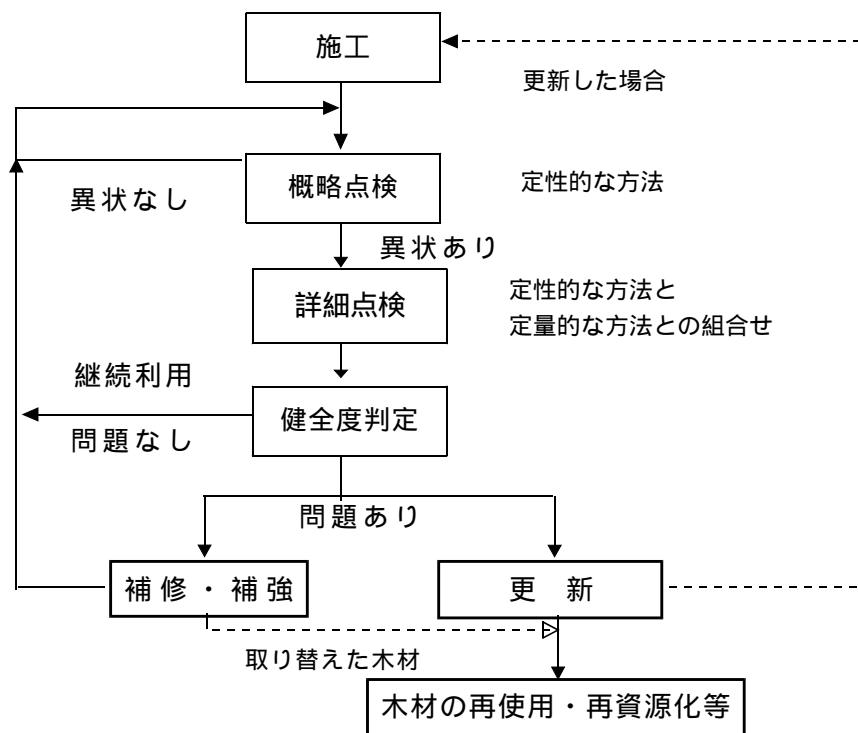 施工
更新した場合
概略点検
定性的な方法
異状なし
異状あり
詳細点検
定性的な方法と
定量的な方法との組合せ
継続利用
健全度判定
問題なし
問題あり
補修・補強
更　新
取り替えた木材
木材の再使用・再資源化等